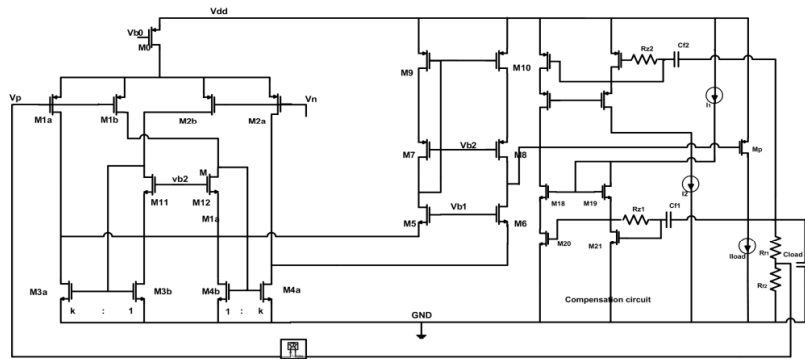 Vdd
Vb0
M0
M9
M10
Rz2
Cf2
I1
Vp
Vn
M1a
M1b
M2b
M2a
M7
Vb2
M8
Mp
M
vb2
M11
M12
M1a
I2
M18
M19
Vb1
M5
M6
Rz1
Cf1
M20
M21
Iload
Rf1
Cload
Rf2
M3a
M3b
M4b
M4a
k : 1
1 : k
Compensation circuit
GND